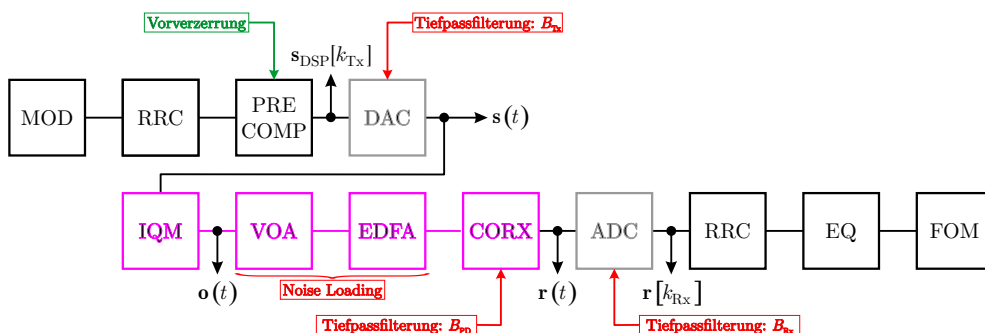 Vorverzerrung
Tiefpassfilterung: B_Tx
s_DSP[k_Tx]
MOD
RRC
PRE
COMP
DAC
s(t)
IQM
VOA
EDFA
CORX
ADC
RRC
EQ
FOM
o(t)
Noise Loading
r(t)
r[k_Rx]
Tiefpassfilterung: B_PD
Tiefpassfilterung: B_Rx